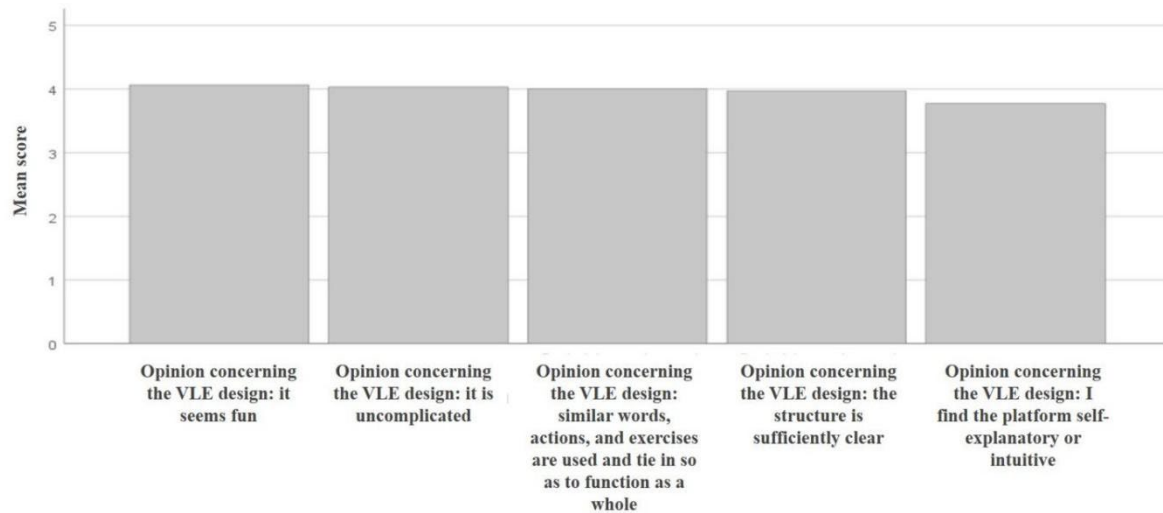 5
4
3
2
1
0
Mean score
Opinion concerning
the VLE design: it
seems fun
Opinion concerning
the VLE design: it is
uncomplicated
Opinion concerning
the VLE design:
similar words,
actions, and exercises
are used and tie in so
as to function as a
whole
Opinion concerning
the VLE design: the
structure is
sufficiently clear
Opinion concerning
the VLE design: I
find the platform self-
explanatory or
intuitive